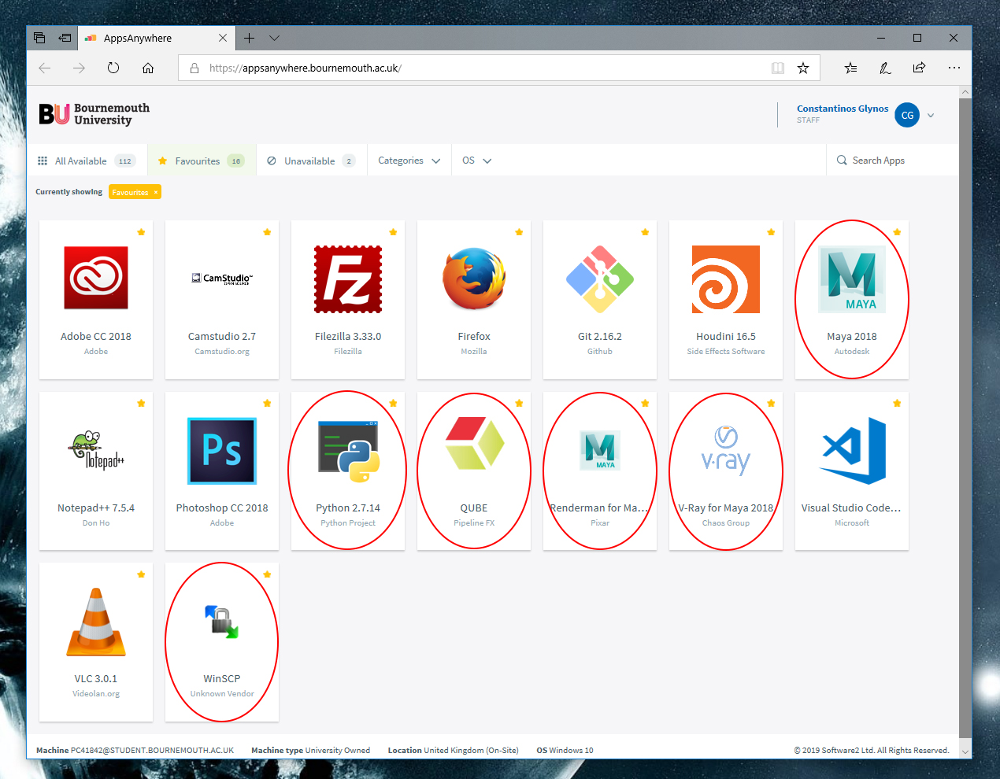 AppsAnywhere
https://appsanywhere.bournemouth.ac.uk/
BU Bournemouth
University
Constantinos Glynos
STAFF
CG
All Available 112
Favourites 16
Unavailable 2
Categories
OS
Search Apps
Currently showing Favourites ×
CamStudio™
OPEN SOURCE
Fz
MAYA
Adobe CC 2018
Adobe
Camstudio 2.7
Camstudio.org
Filezilla 3.33.0
Filezilla
Firefox
Mozilla
Git 2.16.2
Github
Houdini 16.5
Side Effects Software
Maya 2018
Autodesk
Notepad++
Ps
MAYA
v·ray
Notepad++ 7.5.4
Don Ho
Photoshop CC 2018
Adobe
Python 2.7.14
Python Project
QUBE
Pipeline FX
Renderman for Ma...
Pixar
V-Ray for Maya 2018
Chaos Group
Visual Studio Code...
Microsoft
VLC 3.0.1
Videolan.org
WinSCP
Unknown Vendor
Machine PC41842@STUDENT.BOURNEMOUTH.AC.UK
Machine type University Owned
Location United Kingdom (On-Site)
OS Windows 10
© 2019 Software2 Ltd. All Rights Reserved.